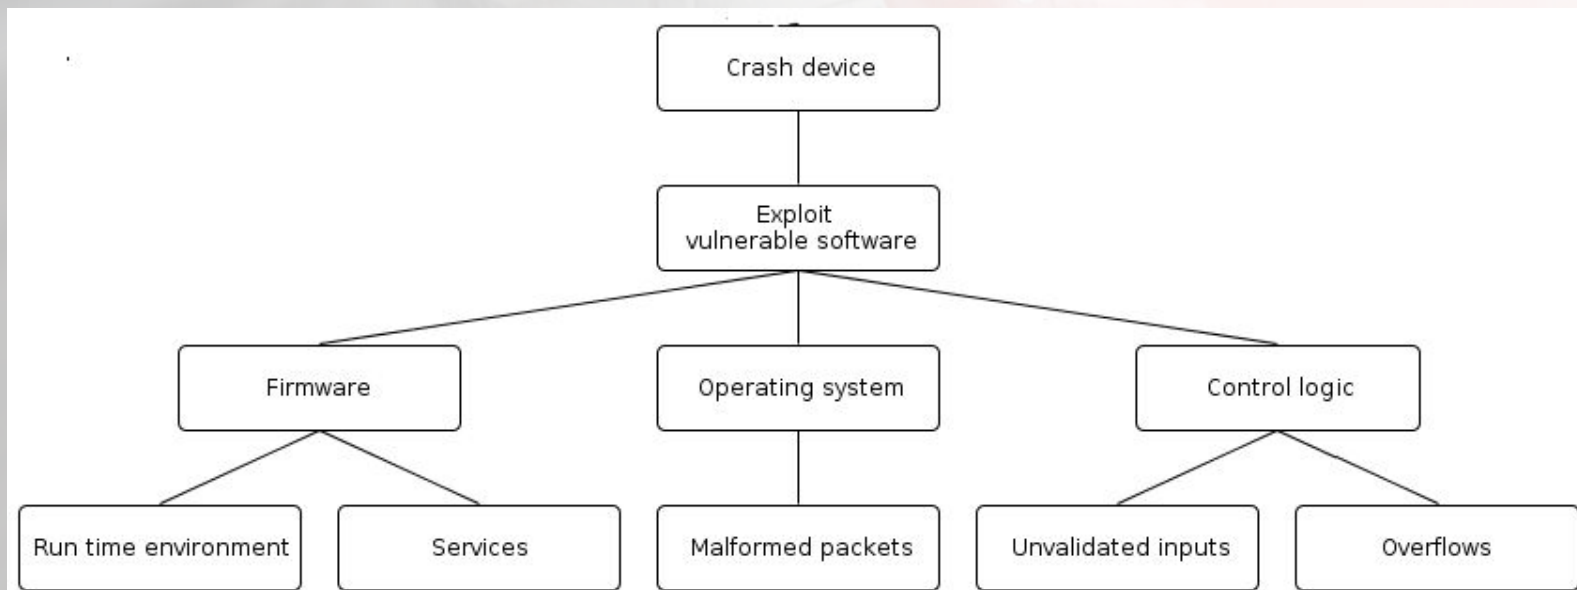 Crash device
Exploit
vulnerable software
Firmware
Operating system
Control logic
Run time environment
Services
Malformed packets
Unvalidated inputs
Overflows